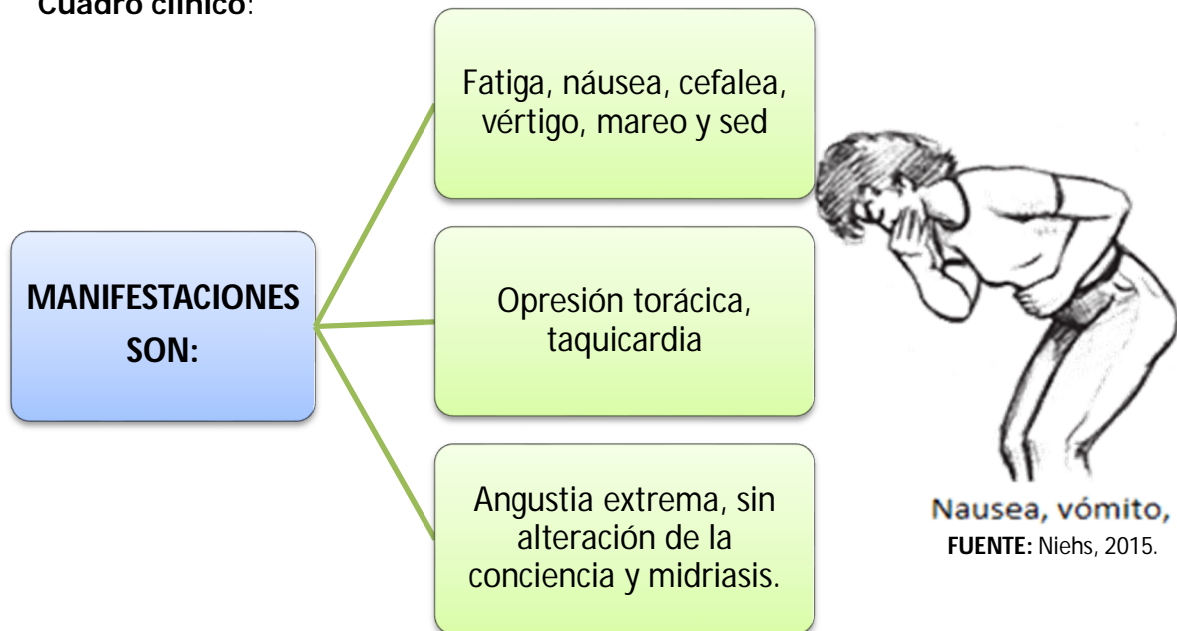 Cuadro clínico:
Fatiga, náusea, cefalea,
vértigo, mareo y sed
MANIFESTACIONES
SON:
Opresión torácica,
taquicardia
Angustia extrema, sin
alteración de la
conciencia y midriasis.
Nausea, vómito,
FUENTE: Niehs, 2015.